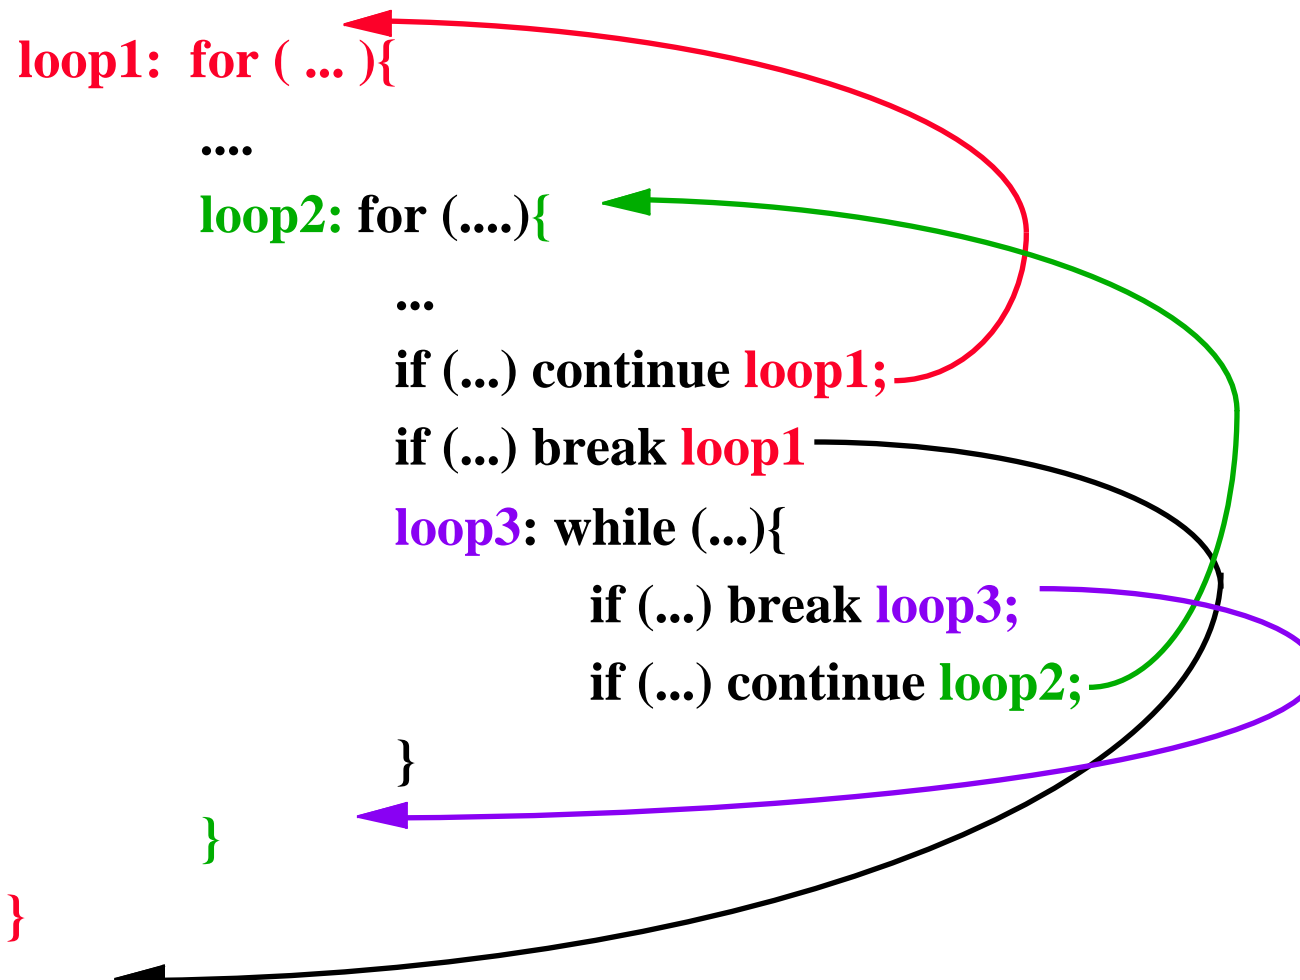 loop1: for ( ... ){
....
loop2: for (....){
...
if (...) continue loop1;
if (...) break loop1
loop3: while (...){
if (...) break loop3;
if (...) continue loop2;
}
}
}